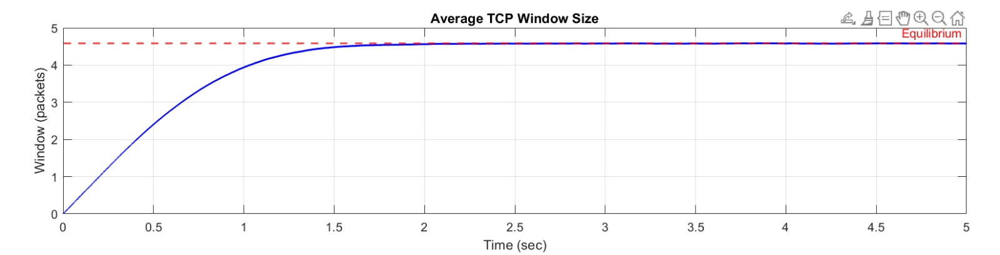 Average TCP Window Size
Equilibrium
Window (packets)
5
4
3
2
1
0
0 0.5 1 1.5 2 2.5 3 3.5 4 4.5 5
Time (sec)